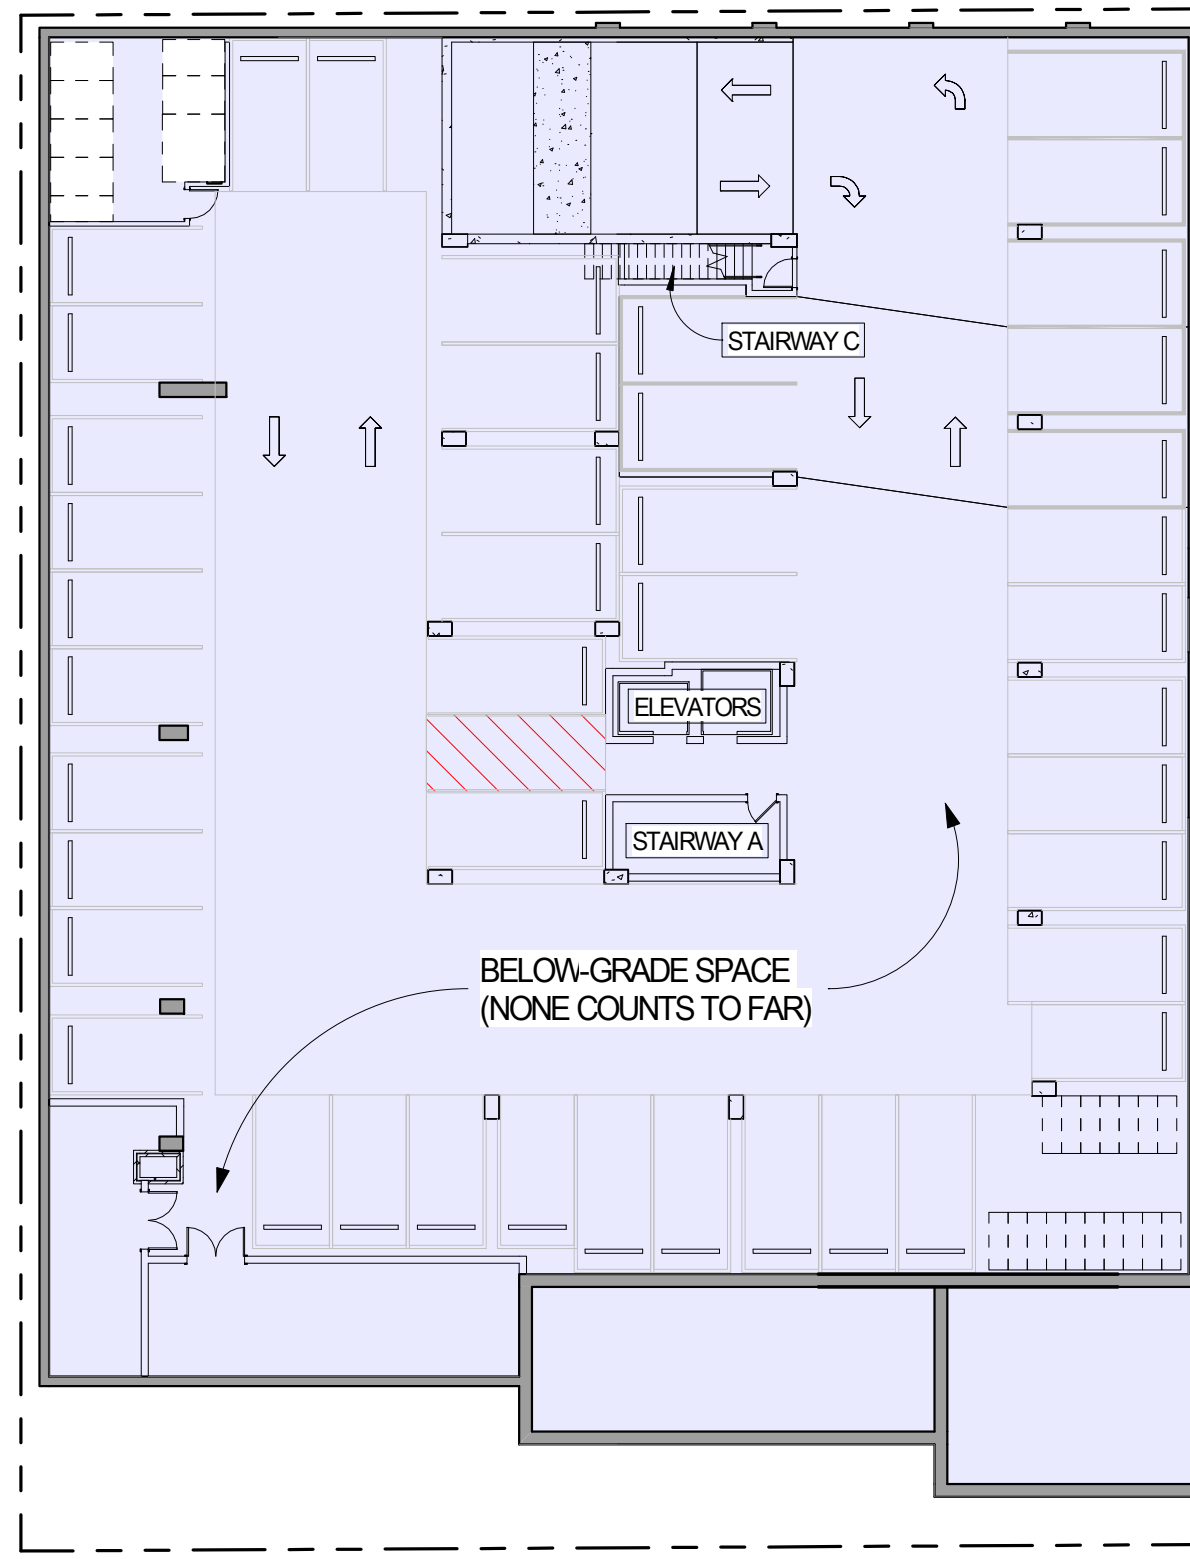 STAIRWAY C
ELEVATORS
STAIRWAY A
BELOW-GRADE SPACE
(NONE COUNTS TO FAR)